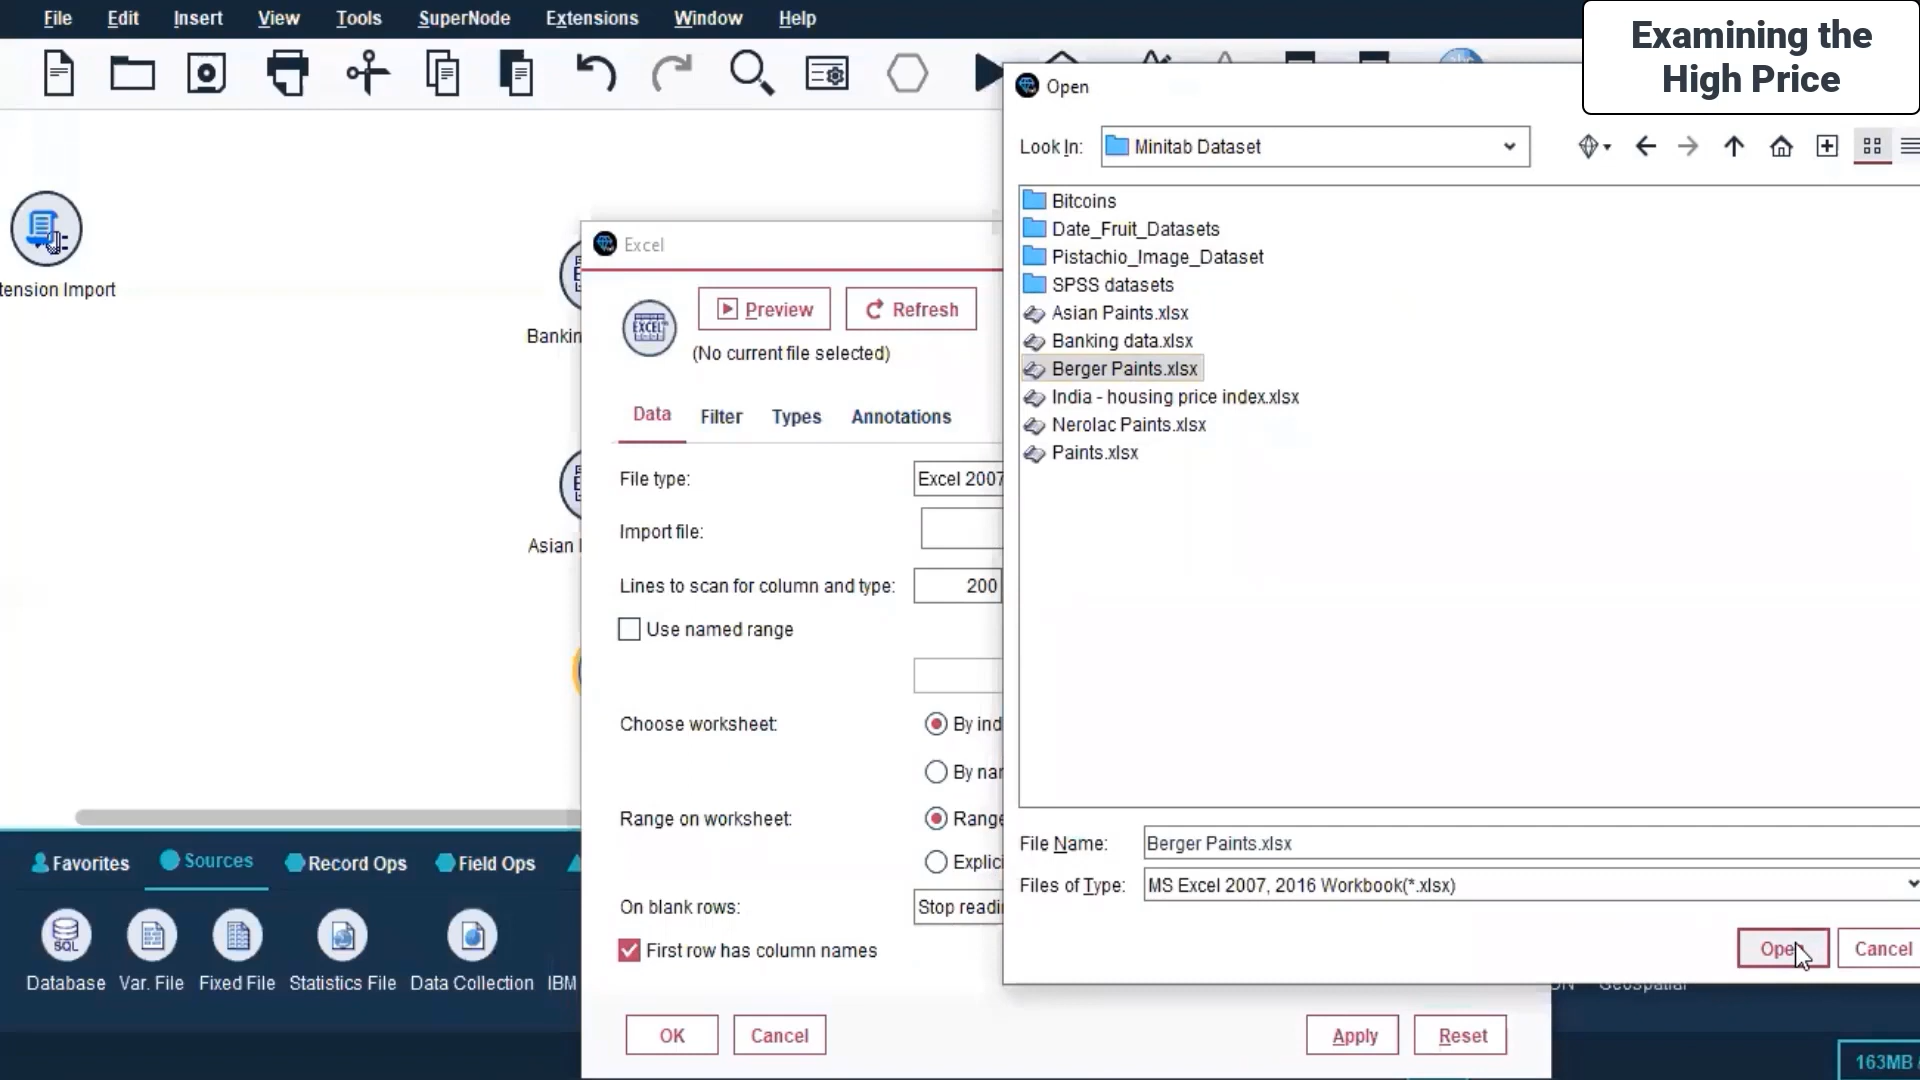 File Edit Insert View Tools SuperNode Extensions Window Help
Examining the
High Price
Open
Look In: Minitab Dataset
Bitcoins
Date_Fruit_Datasets
Pistachio_Image_Dataset
SPSS datasets
Asian Paints.xlsx
Banking data.xlsx
Berger Paints.xlsx
India - housing price index.xlsx
Nerolac Paints.xlsx
Paints.xlsx
File Name: Berger Paints.xlsx
Files of Type: MS Excel 2007, 2016 Workbook(*.xlsx)
Open Cancel
tension Import
Bankin
Asian
Excel
EXCEL
Preview Refresh
(No current file selected)
Data Filter Types Annotations
File type: Excel 2007
Import file:
Lines to scan for column and type: 200
Use named range
Choose worksheet: By ind
By nar
Range on worksheet: Range
Explic
On blank rows: Stop readi
First row has column names
OK Cancel Apply Reset
Favorites Sources Record Ops Field Ops
SQL
Database Var. File Fixed File Statistics File Data Collection IBM
Geospatial
163MB